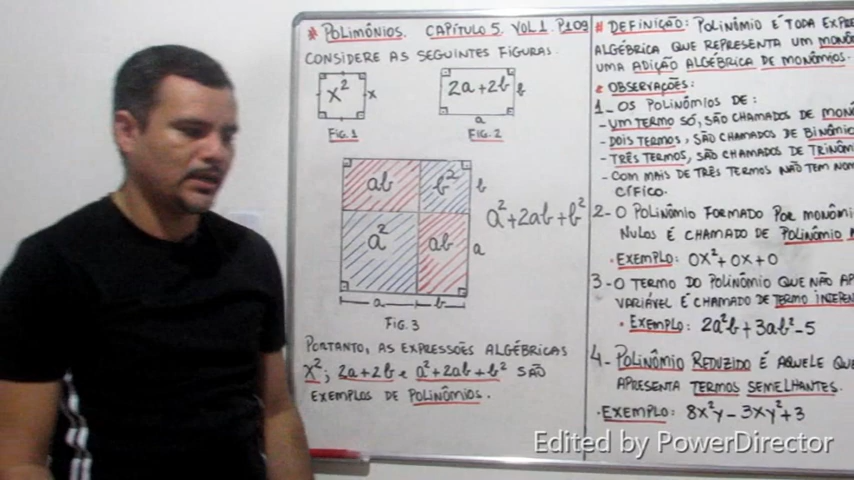 # POLIMÔNIOS. CAPÍTULO 5. VOL 1. P.109
CONSIDERE AS SEGUINTES FIGURAS.
x² x
FIG.1
2a+2b b
a
FIG.2
ab b² b
a² ab a
a b
a²+2ab+b²
FIG.3
PORTANTO, AS EXPRESSÕES ALGÉBRICAS
x²; 2a+2b e a²+2ab+b² SÃO
EXEMPLOS DE POLINÔMIOS.
# DEFINIÇÃO: POLINÔMIO É TODA EXPRE
ALGÉBRICA QUE REPRESENTA UM MONÔM
UMA ADIÇÃO ALGÉBRICA DE MONÔMIOS.
OBSERVAÇÕES:
1- OS POLINÔMIOS DE:
- UM TERMO SÓ, SÃO CHAMADOS DE MONÔ
- DOIS TERMOS, SÃO CHAMADOS DE BINÔMIO
- TRÊS TERMOS, SÃO CHAMADOS DE TRINÔM
- COM MAIS DE TRÊS TERMOS NÃO TEM NOM
CÍFICO.
2- O POLINÔMIO FORMADO POR MONÔMI
NULOS É CHAMADO DE POLINÔMIO N
• EXEMPLO: 0x²+0x+0
3- O TERMO DO POLINÔMIO QUE NÃO AP
VARIÁVEL É CHAMADO DE TERMO INDEPEN
• EXEMPLO: 2a²b+3ab²-5
4- POLINÔMIO REDUZIDO É AQUELE QUE
APRESENTA TERMOS SEMELHANTES.
• EXEMPLO: 8x²y-3xy²+3
Edited by PowerDirector